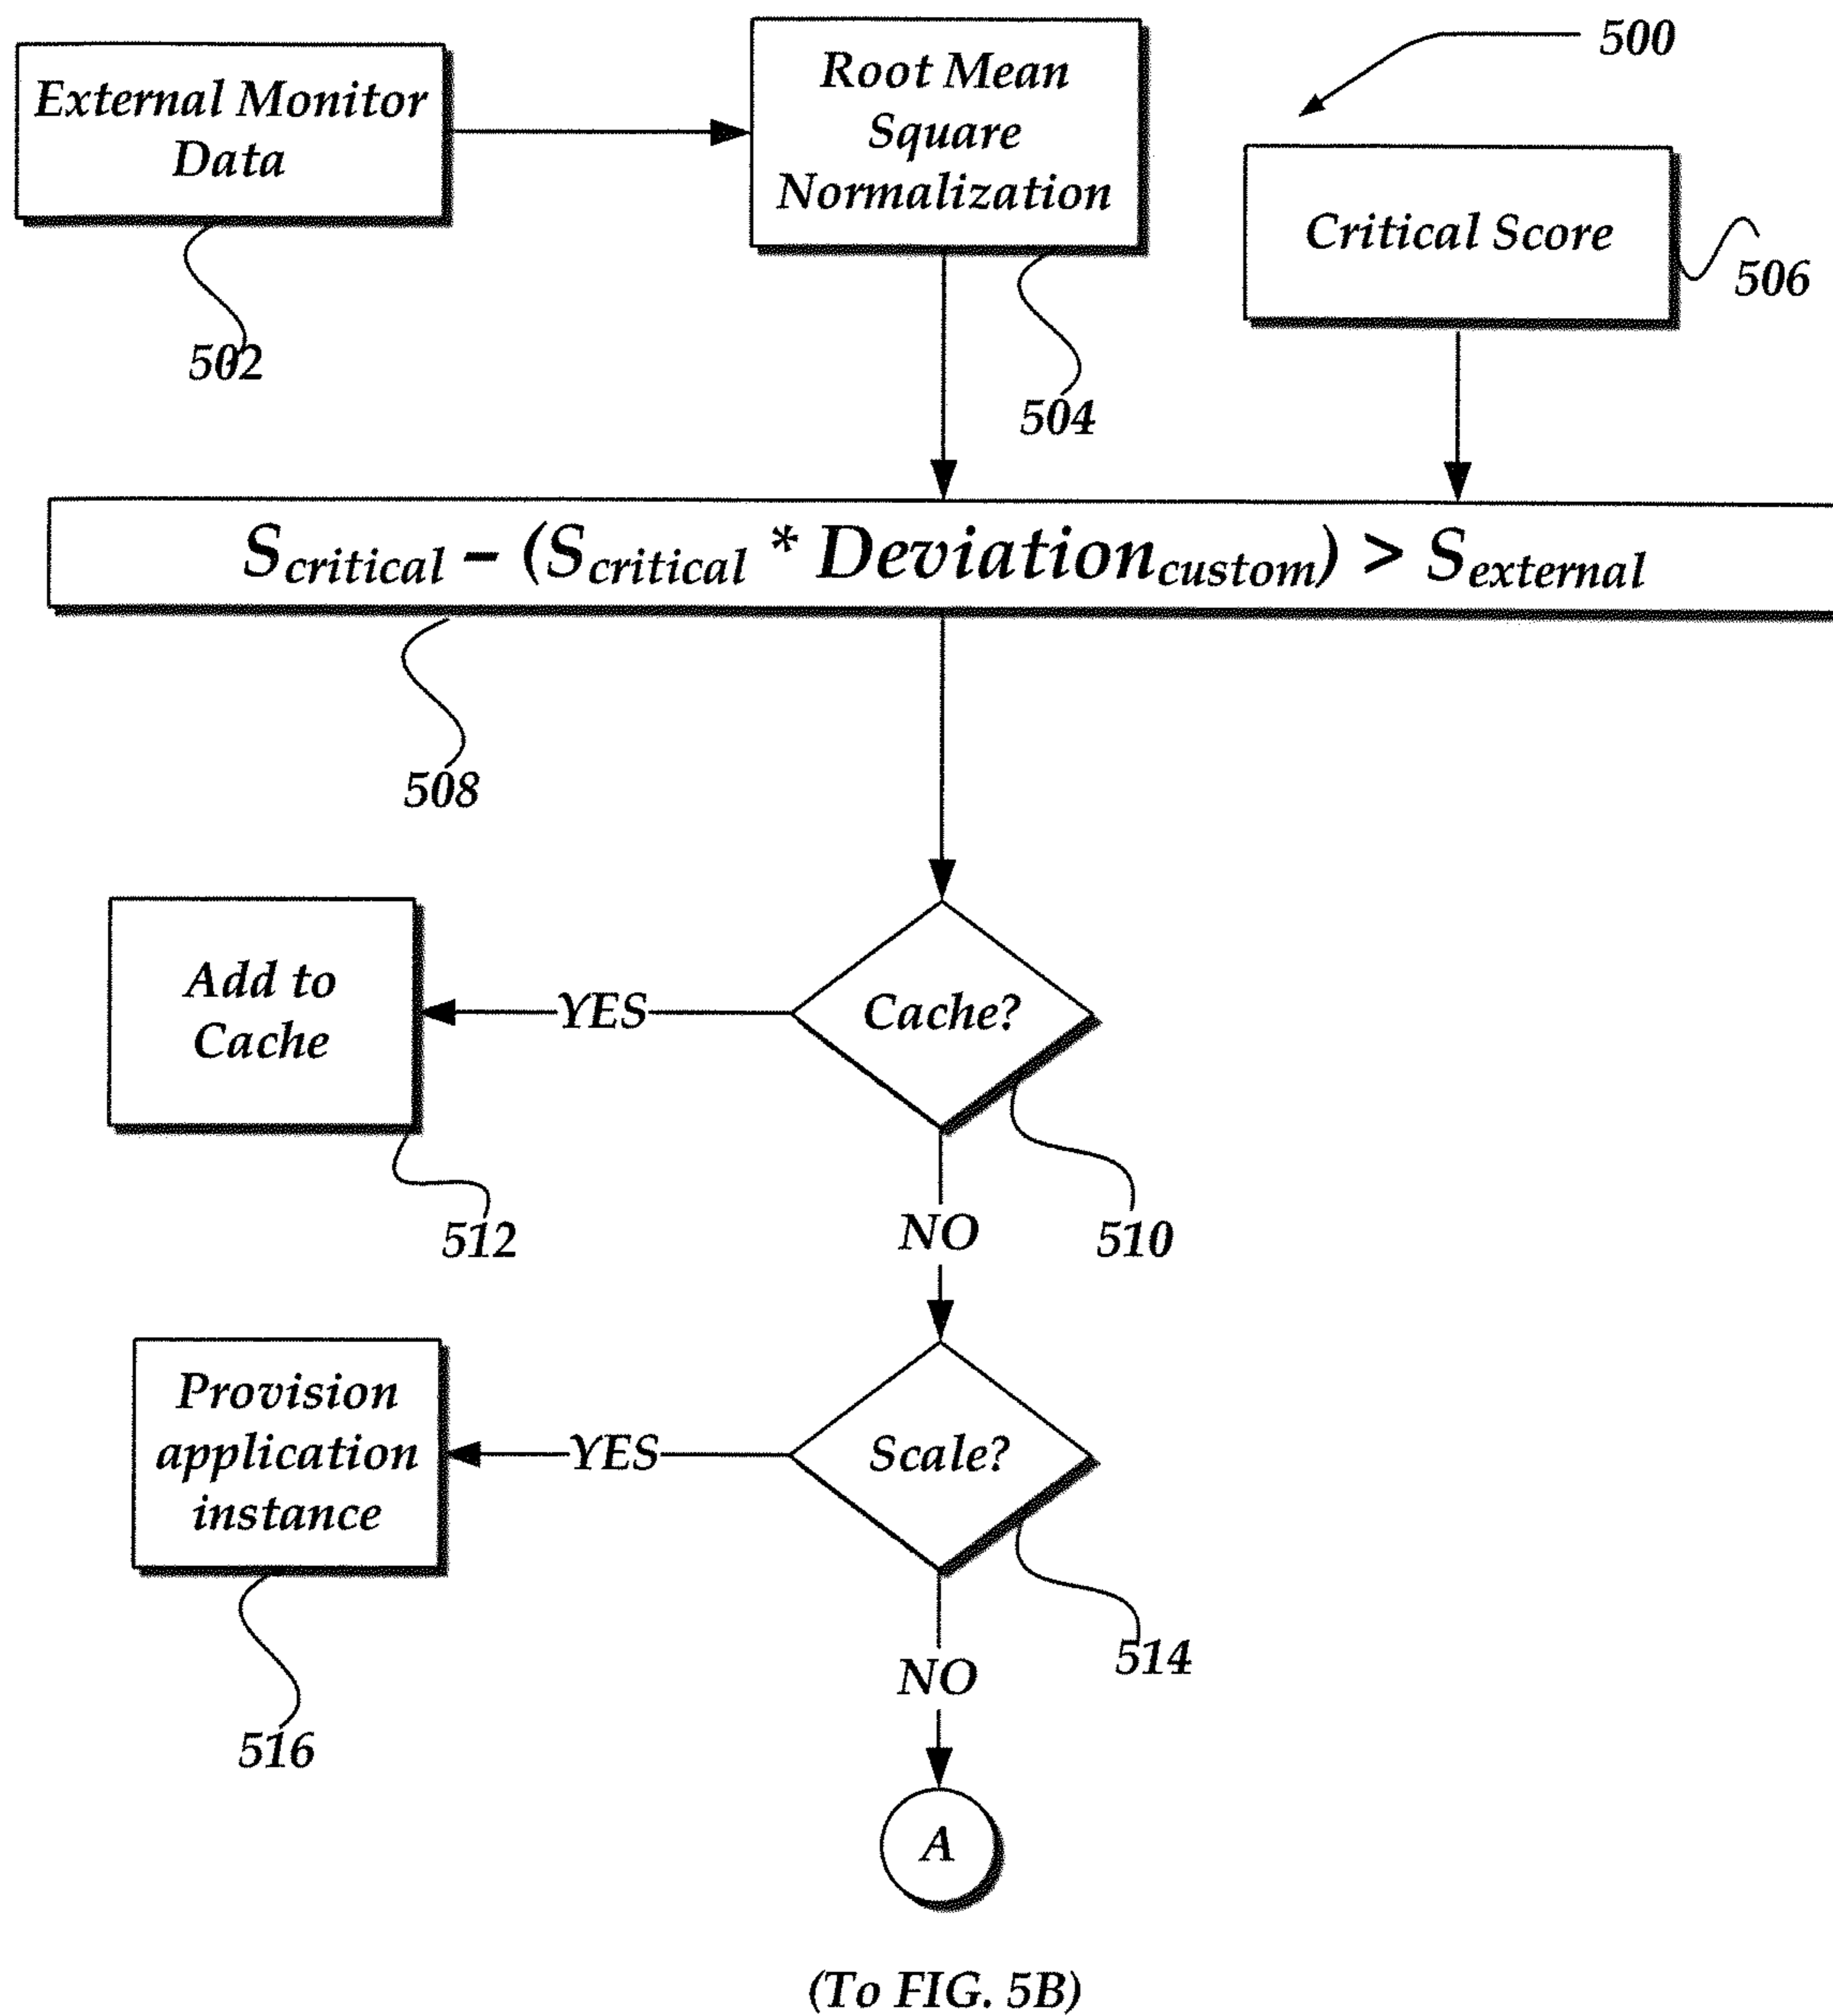 External Monitor
Data
502
Root Mean
Square
Normalization
504
500
Critical Score
506
Scritical – (Scritical * Deviationcustom) > Sexternal
508
Cache?
510
YES
Add to
Cache
512
NO
Scale?
514
YES
Provision
application
instance
516
NO
A
(To FIG. 5B)